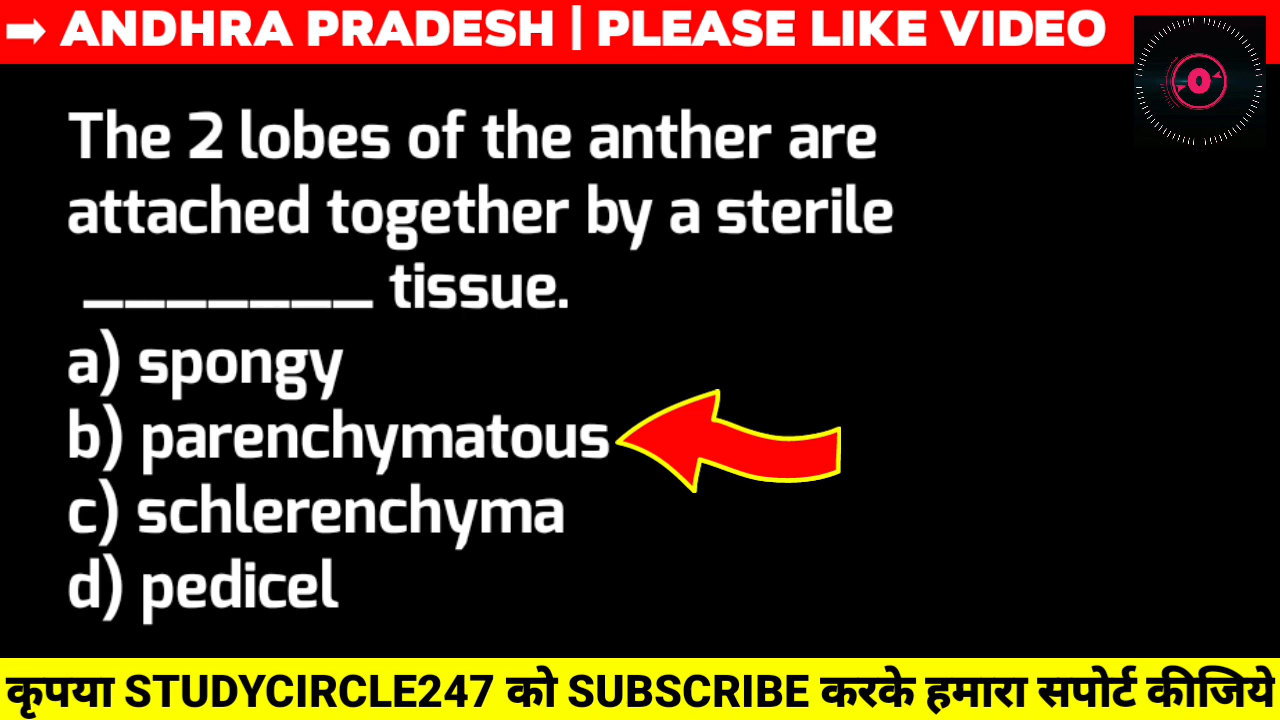 ➡ ANDHRA PRADESH | PLEASE LIKE VIDEO
The 2 lobes of the anther are
attached together by a sterile
_______ tissue.
a) spongy
b) parenchymatous
c) schlerenchyma
d) pedicel
कृपया STUDYCIRCLE247 को SUBSCRIBE करके हमारा सपोर्ट कीजिये